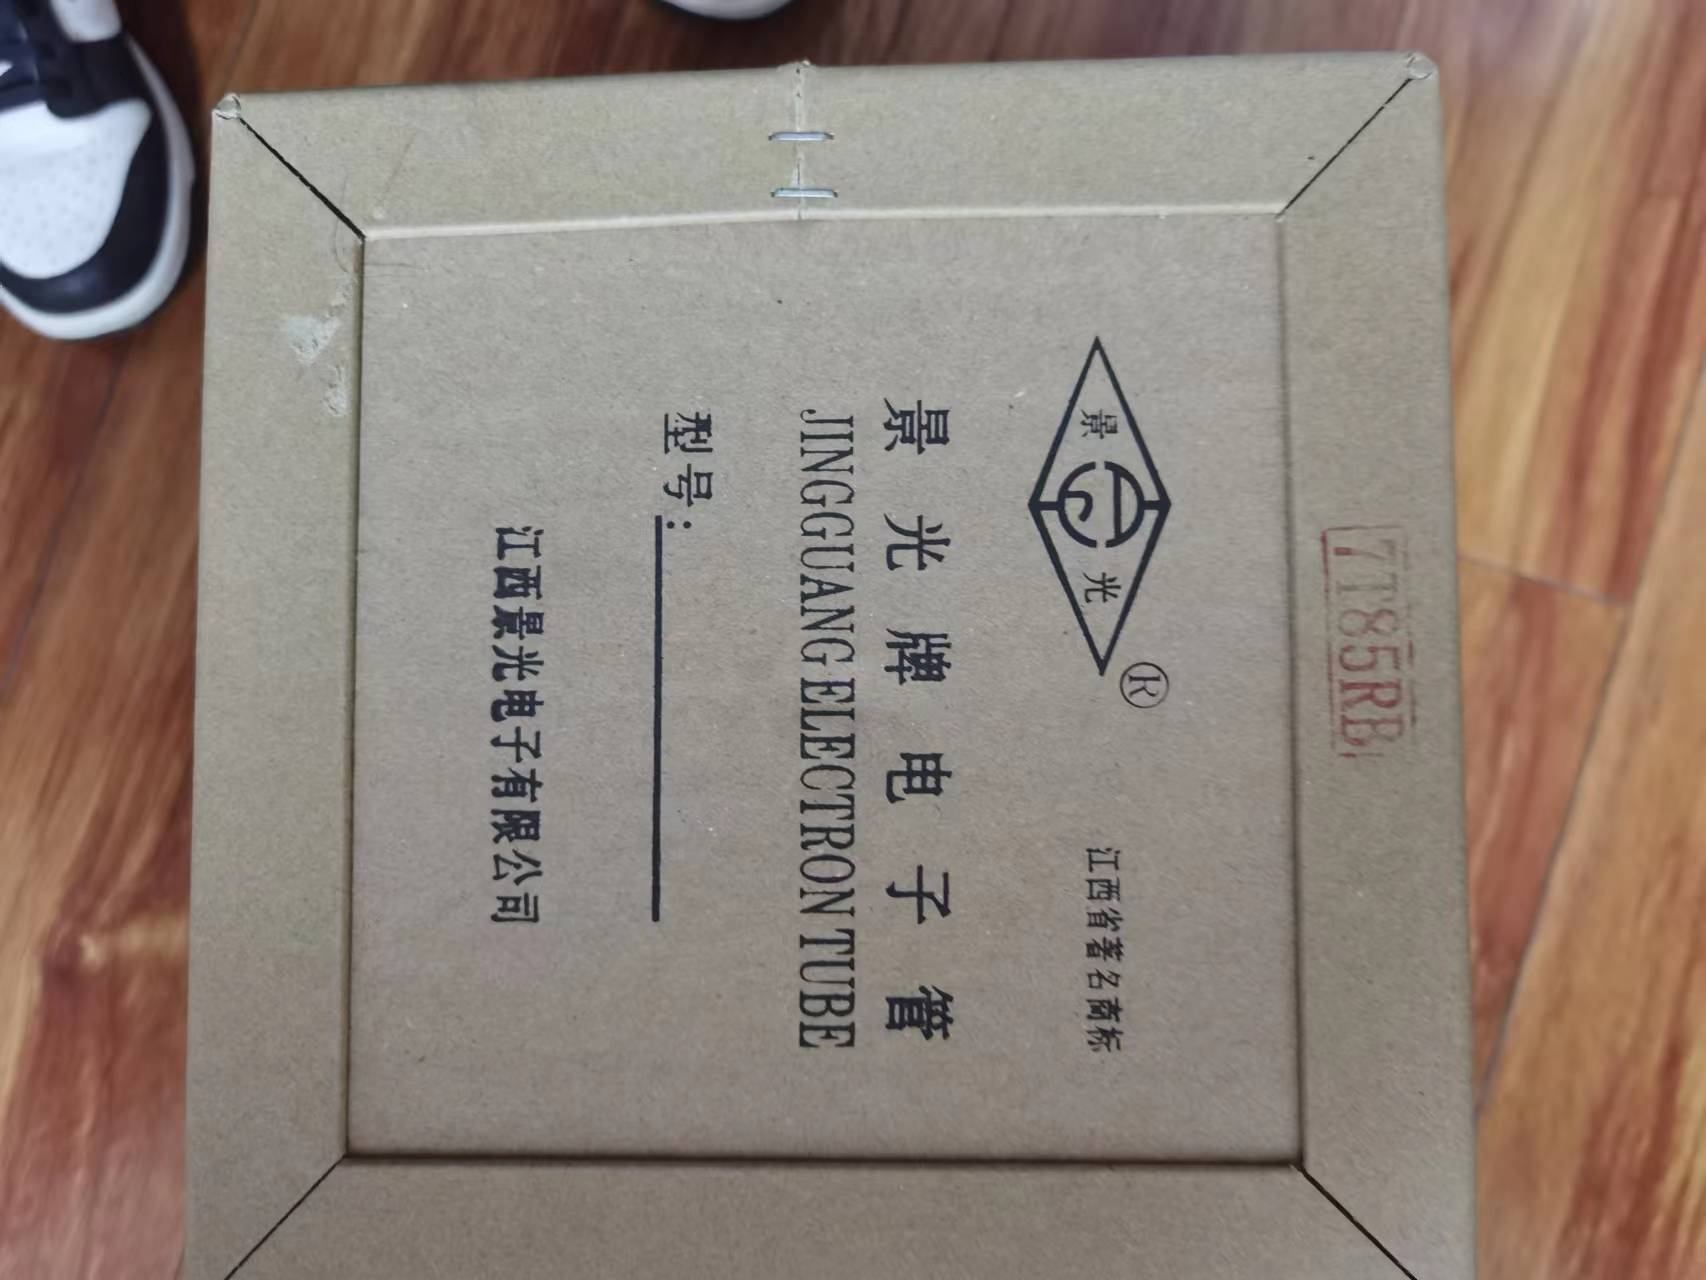 7T85RB
景 光
®
江西省著名商标
景光牌电子管
JINGGUANG ELECTRON TUBE
型号:
江西景光电子有限公司